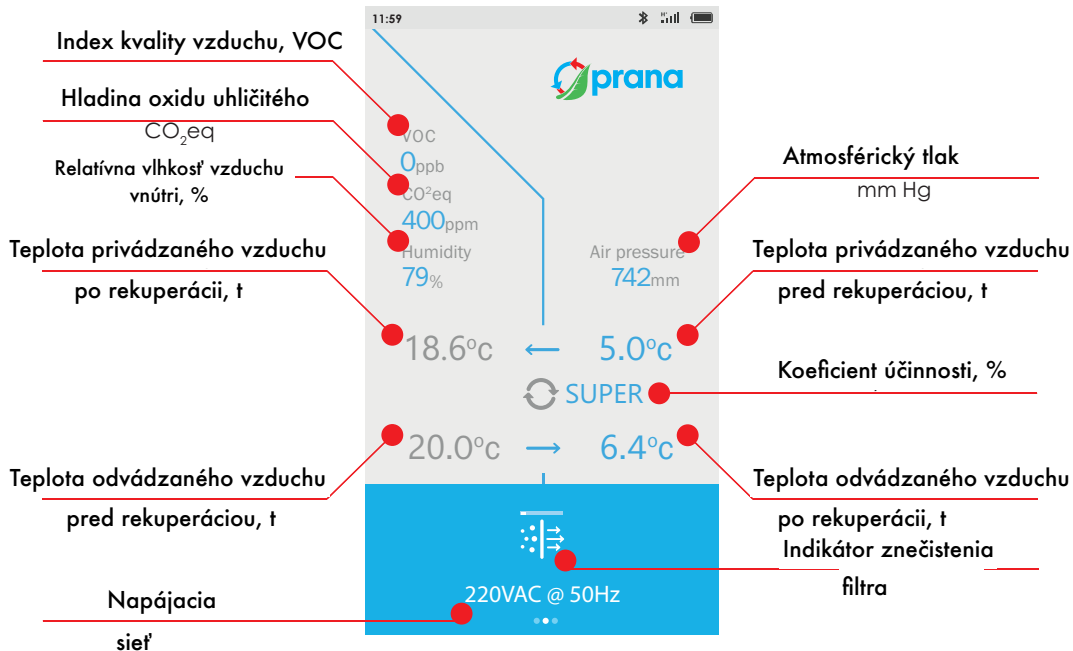 11:59
Index kvality vzduchu, VOC
prana
Hladina oxidu uhličitého
CO₂eq
VOC
0ppb
Relatívna vlhkosť vzduchu
vnútri, %
CO²eq
400ppm
Atmosférický tlak
mm Hg
Teplota privádzaného vzduchu
po rekuperácii, t
Humidity
79%
Air pressure
742mm
Teplota privádzaného vzduchu
pred rekuperáciou, t
18.6°c ← 5.0°c
SUPER
Koeficient účinnosti, %
20.0°c → 6.4°c
Teplota odvádzaného vzduchu
pred rekuperáciou, t
Teplota odvádzaného vzduchu
po rekupe­rácii, t
Indikátor znečistenia
filtra
220VAC @ 50Hz
Napájacia
sieť